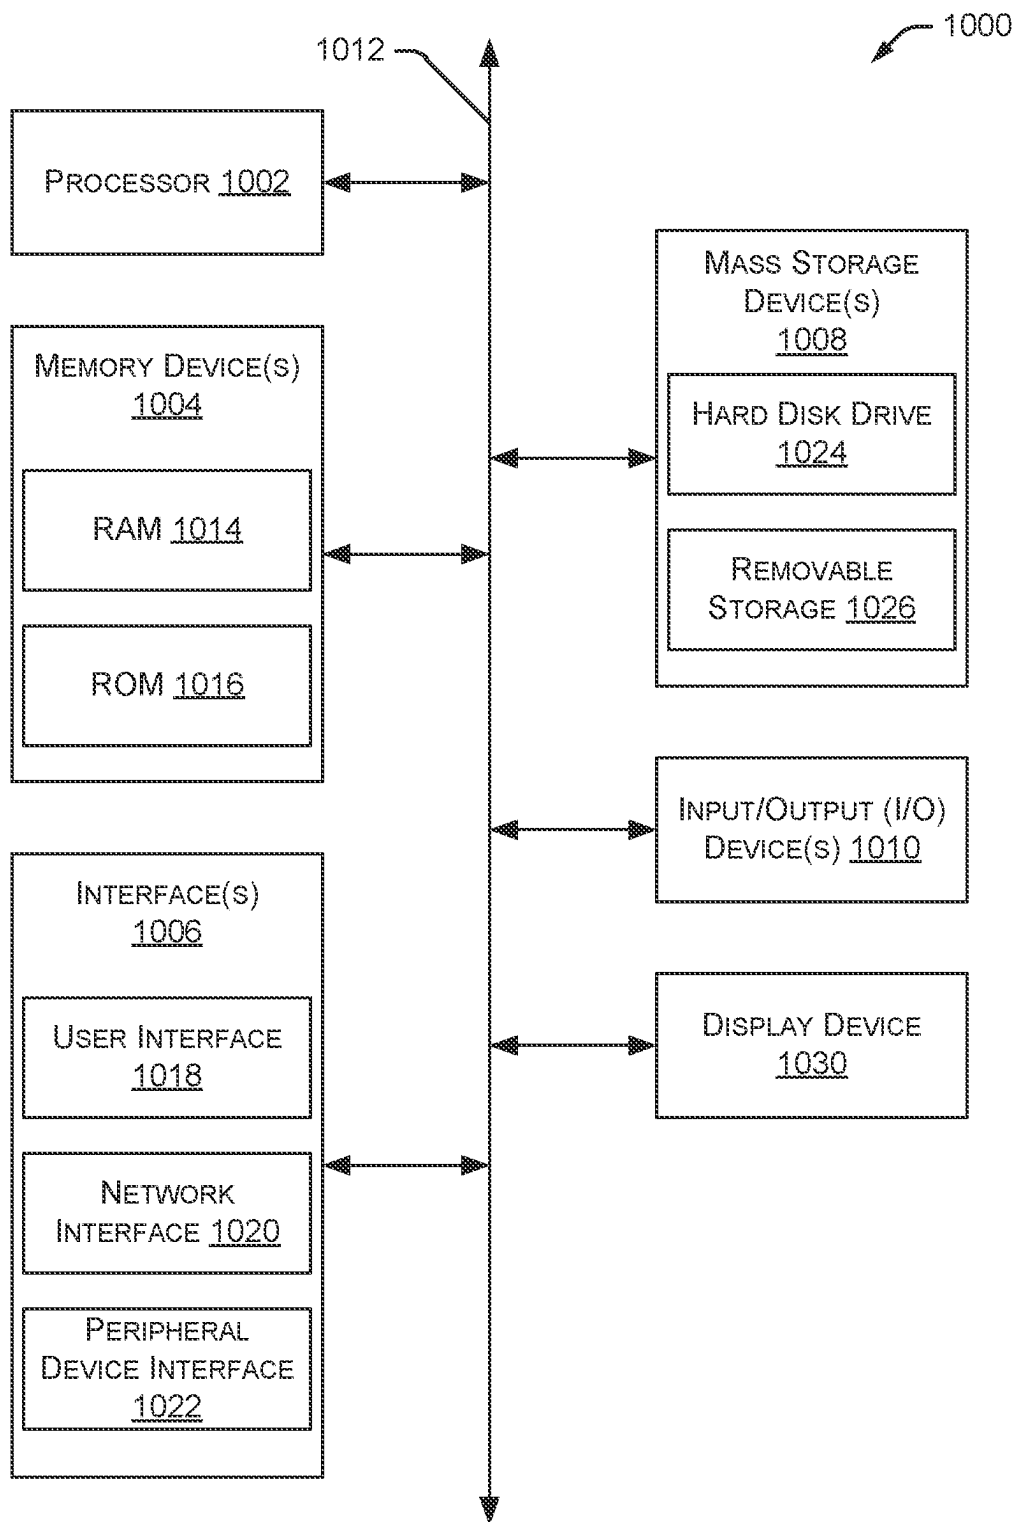 1000
1012
PROCESSOR 1002
MEMORY DEVICE(S)
1004
RAM 1014
ROM 1016
INTERFACE(S)
1006
USER INTERFACE
1018
NETWORK
INTERFACE 1020
PERIPHERAL
DEVICE INTERFACE
1022
MASS STORAGE
DEVICE(S)
1008
HARD DISK DRIVE
1024
REMOVABLE
STORAGE 1026
INPUT/OUTPUT (I/O)
DEVICE(S) 1010
DISPLAY DEVICE
1030